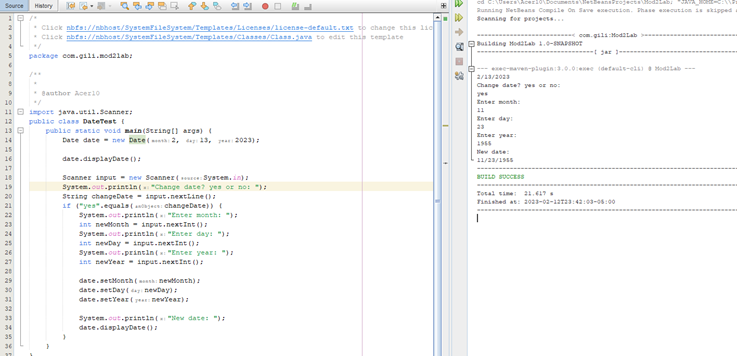 Source History
1 /*
2 * Click nbfs://nbhost/SystemFileSystem/Templates/Licenses/license-default.txt to change this lic
3 * Click nbfs://nbhost/SystemFileSystem/Templates/Classes/Class.java to edit this template
4 */
5 package com.gili.mod2lab;
6
7 /**
8 *
9 * @author Acer10
10 */
11 import java.util.Scanner;
12 public class DateTest {
13 public static void main(String[] args) {
14 Date date = new Date(month:2, day:13, year:2023);
15
16 date.displayDate();
17
18 Scanner input = new Scanner(source:System.in);
19 System.out.println(x:"Change date? yes or no: ");
20 String changeDate = input.nextLine();
21 if ("yes".equals(anObject:changeDate)) {
22 System.out.println(x:"Enter month: ");
23 int newMonth = input.nextInt();
24 System.out.println(x:"Enter day: ");
25 int newDay = input.nextInt();
26 System.out.println(x:"Enter year: ");
27 int newYear = input.nextInt();
28
29 date.setMonth(month:newMonth);
30 date.setDay(day:newDay);
31 date.setYear(year:newYear);
32
33 System.out.println(x:"New date: ");
34 date.displayDate();
35 }
36 }
cd C:\Users\Acer10\Documents\NetBeansProjects\Mod2Lab; "JAVA_HOME=C:\\P
Running NetBeans Compile On Save execution. Phase execution is skipped
Scanning for projects...
------------------------< com.gili:Mod2Lab >------------------------
Building Mod2Lab 1.0-SNAPSHOT
--------------------------------[ jar ]---------------------------------
--- exec-maven-plugin:3.0.0:exec (default-cli) @ Mod2Lab ---
2/13/2023
Change date? yes or no:
yes
Enter month:
11
Enter day:
23
Enter year:
1955
New date:
11/23/1955
BUILD SUCCESS
Total time: 21.617 s
Finished at: 2023-02-12T23:42:03-05:00